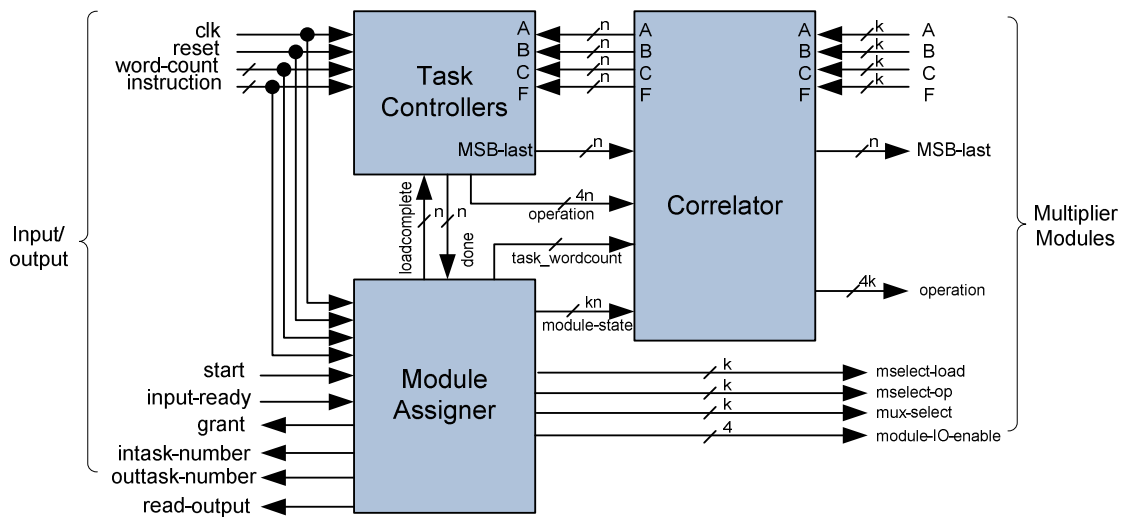 clk
reset
word-count
instruction
Task
Controllers
A
B
C
F
MSB-last
n
n
n
n
A
B
C
F
Correlator
A
B
C
F
k
k
k
k
A
B
C
F
n
n
MSB-last
4n
operation
loadcomplete
n
n
done
task_wordcount
kn
module-state
4k
operation
Input/
output
Multiplier
Modules
Module
Assigner
start
input-ready
grant
intask-number
outtask-number
read-output
k
mselect-load
k
mselect-op
k
mux-select
4
module-IO-enable